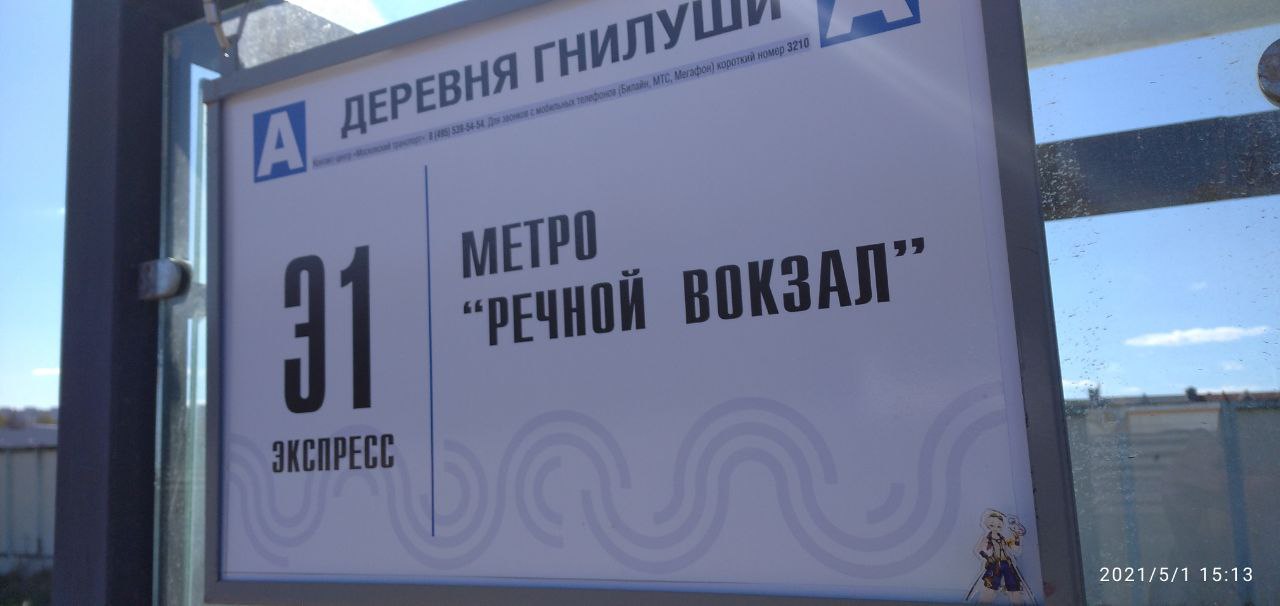 ДЕРЕВНЯ ГНИЛУШИ
А
А
Контакт-центр «Московский транспорт»: 8 (495) 539-54-54. Для звонков с мобильных телефонов (Билайн, МТС, Мегафон) короткий номер 3210
Э1
ЭКСПРЕСС
МЕТРО
“РЕЧНОЙ ВОКЗАЛ”
2021/5/1 15:13